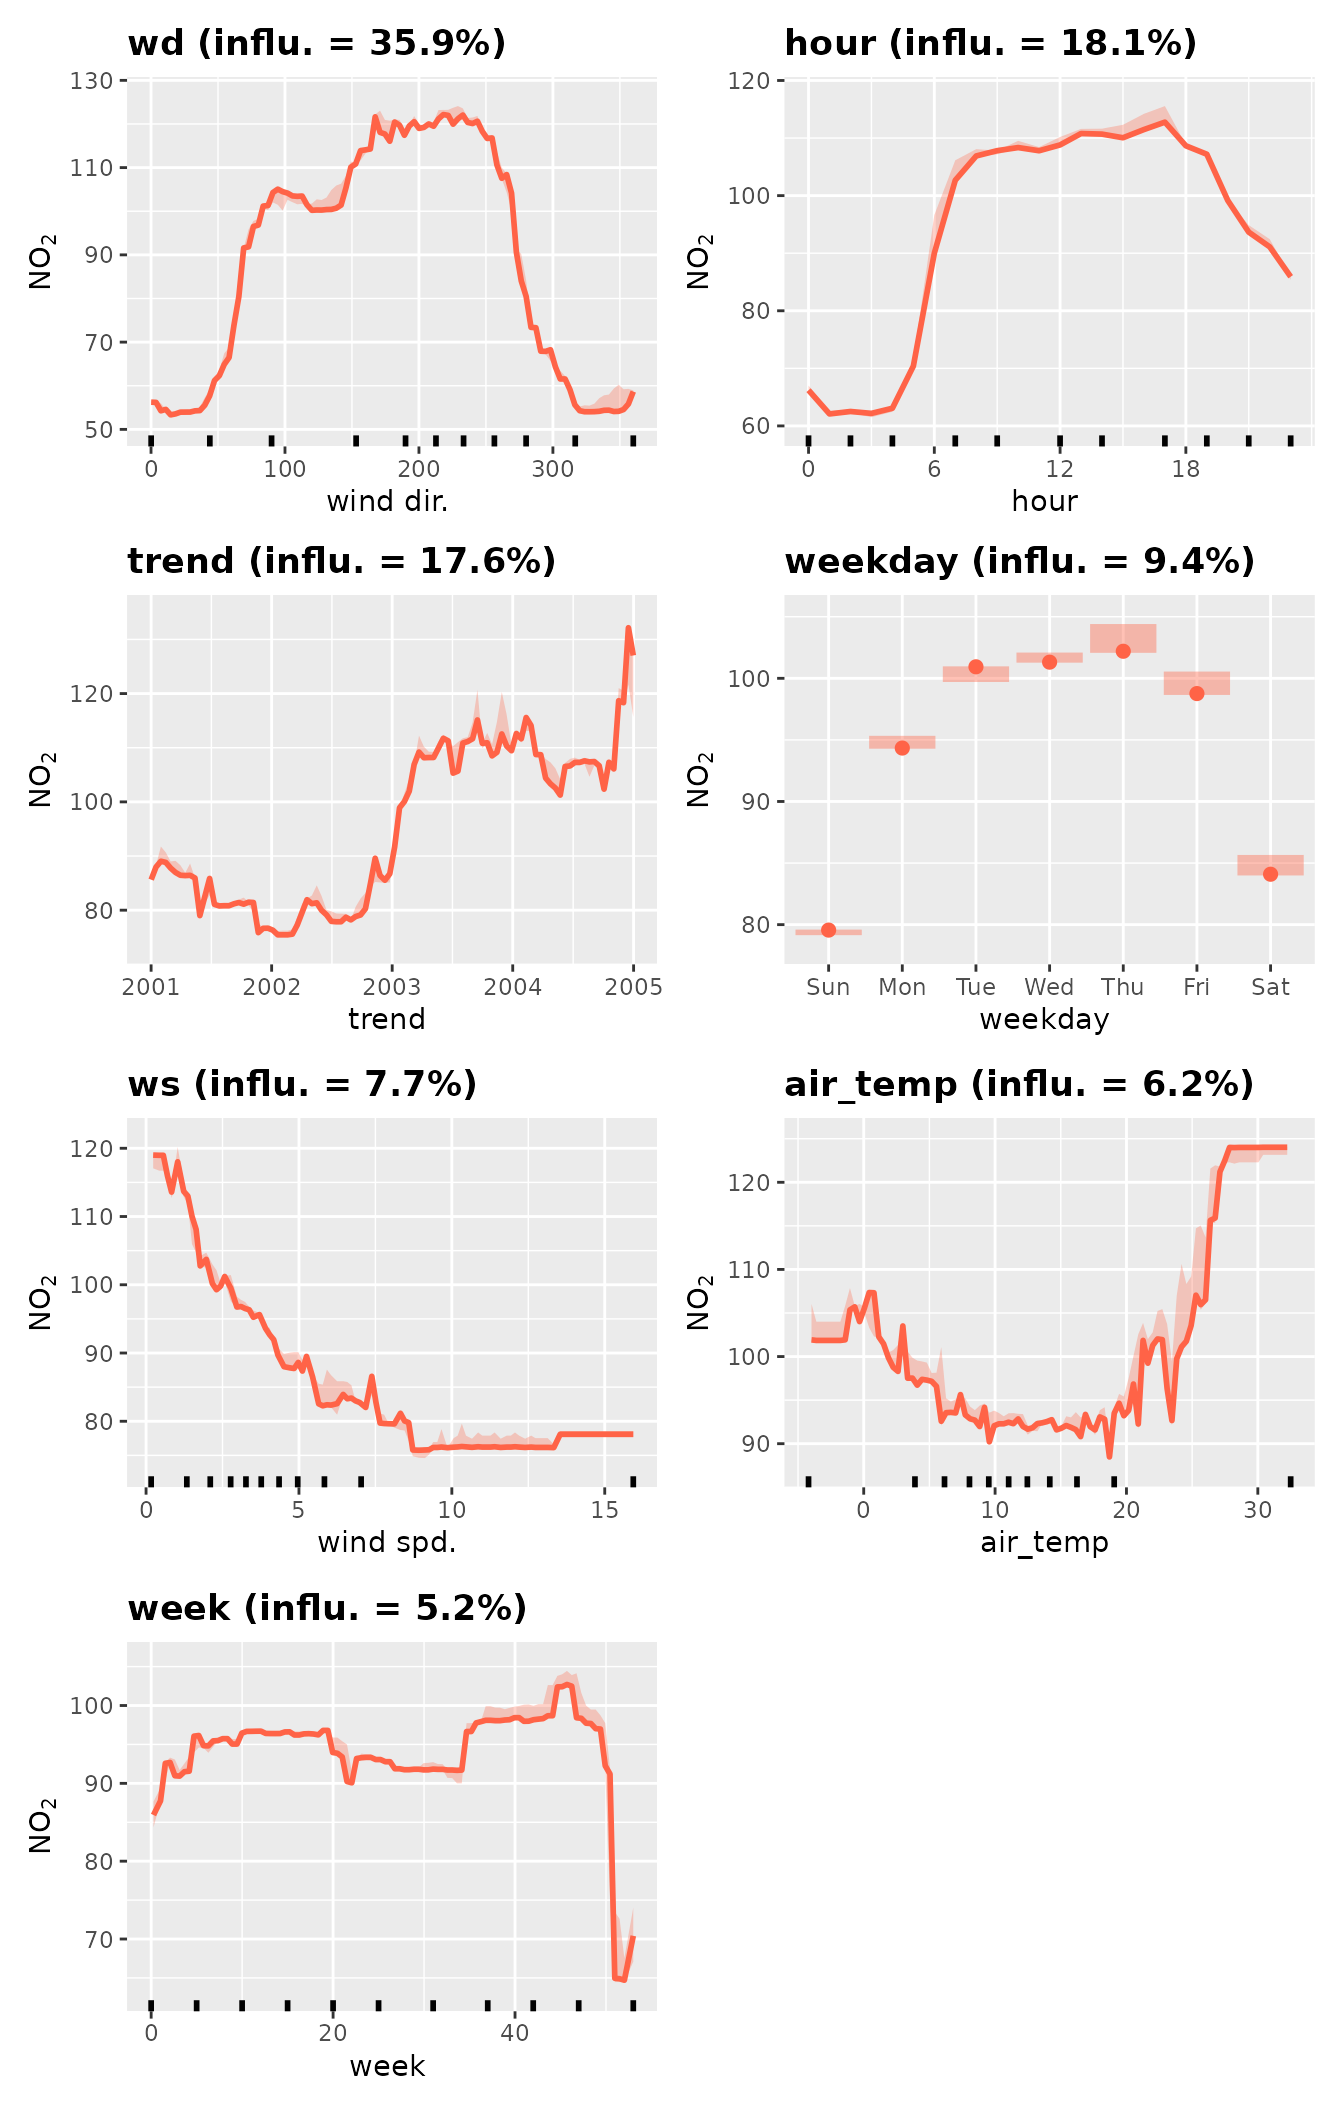 wd (influ. = 35.9%)
130
110
90
70
50
NO2
0 100 200 300
wind dir.
hour (influ. = 18.1%)
120
100
80
60
NO2
0 6 12 18
hour
trend (influ. = 17.6%)
120
100
80
NO2
2001 2002 2003 2004 2005
trend
weekday (influ. = 9.4%)
100
90
80
NO2
Sun Mon Tue Wed Thu Fri Sat
weekday
ws (influ. = 7.7%)
120
110
100
90
80
NO2
0 5 10 15
wind spd.
air_temp (influ. = 6.2%)
120
110
100
90
NO2
0 10 20 30
air_temp
week (influ. = 5.2%)
100
90
80
70
NO2
0 20 40
week